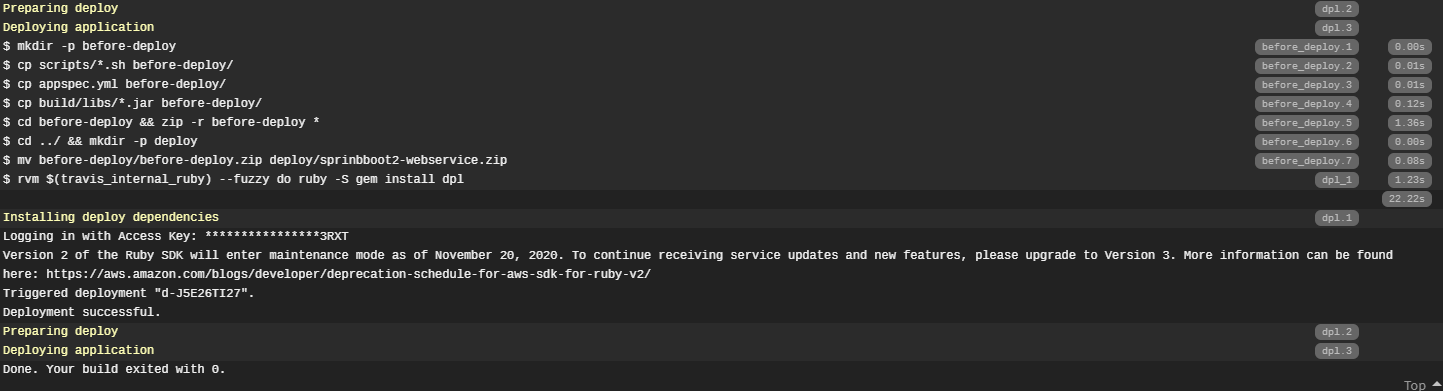 Preparing deploy dpl.2
Deploying application dpl.3
$ mkdir -p before-deploy before_deploy.1 0.00s
$ cp scripts/*.sh before-deploy/ before_deploy.2 0.01s
$ cp appspec.yml before-deploy/ before_deploy.3 0.01s
$ cp build/libs/*.jar before-deploy/ before_deploy.4 0.12s
$ cd before-deploy && zip -r before-deploy * before_deploy.5 1.36s
$ cd ../ && mkdir -p deploy before_deploy.6 0.00s
$ mv before-deploy/before-deploy.zip deploy/sprinbboot2-webservice.zip before_deploy.7 0.08s
$ rvm $(travis_internal_ruby) --fuzzy do ruby -S gem install dpl dpl_1 1.23s
22.22s
Installing deploy dependencies dpl.1
Logging in with Access Key: ****************3RXT
Version 2 of the Ruby SDK will enter maintenance mode as of November 20, 2020. To continue receiving service updates and new features, please upgrade to Version 3. More information can be found
here: https://aws.amazon.com/blogs/developer/deprecation-schedule-for-aws-sdk-for-ruby-v2/
Triggered deployment "d-J5E26TI27".
Deployment successful.
Preparing deploy dpl.2
Deploying application dpl.3
Done. Your build exited with 0.
Top